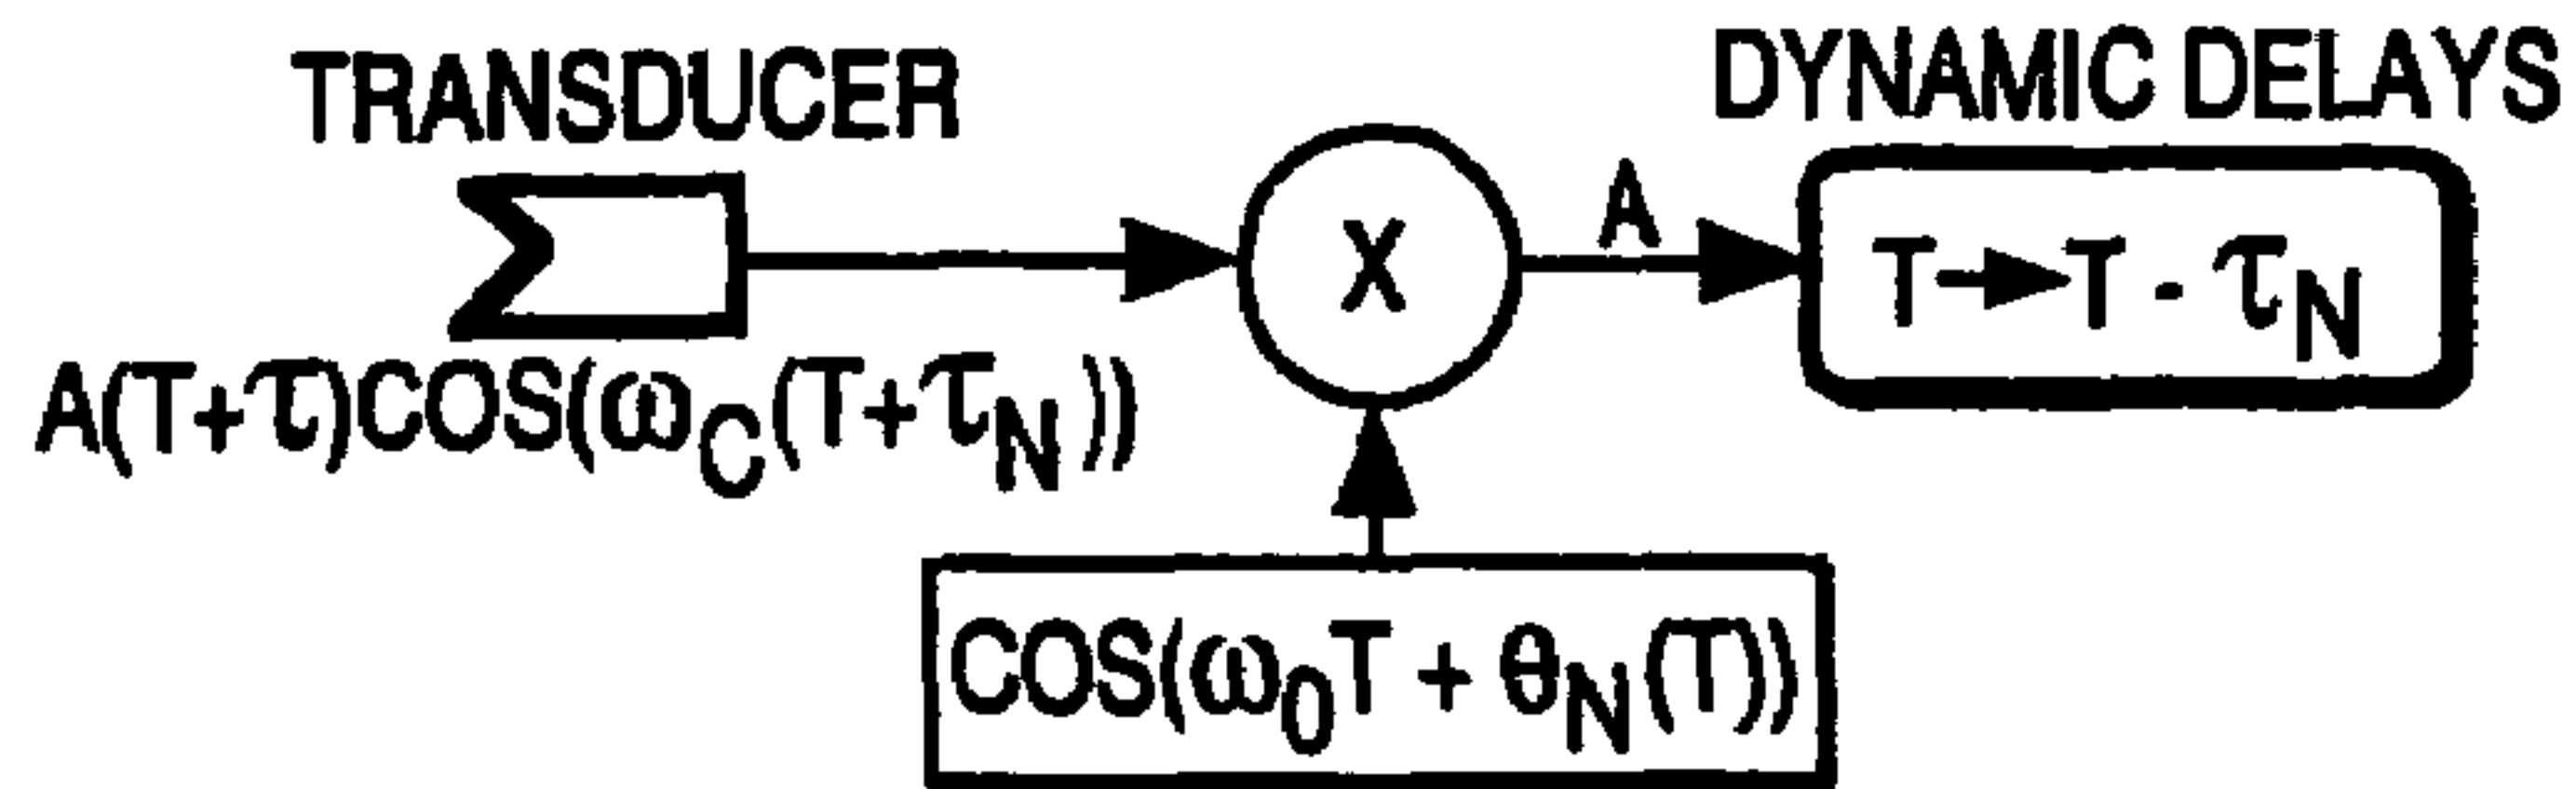 TRANSDUCER
DYNAMIC DELAYS
X
A
T→T - τN
A(T+τ)COS(ωC(T+τN))
COS(ω0T + θN(T))